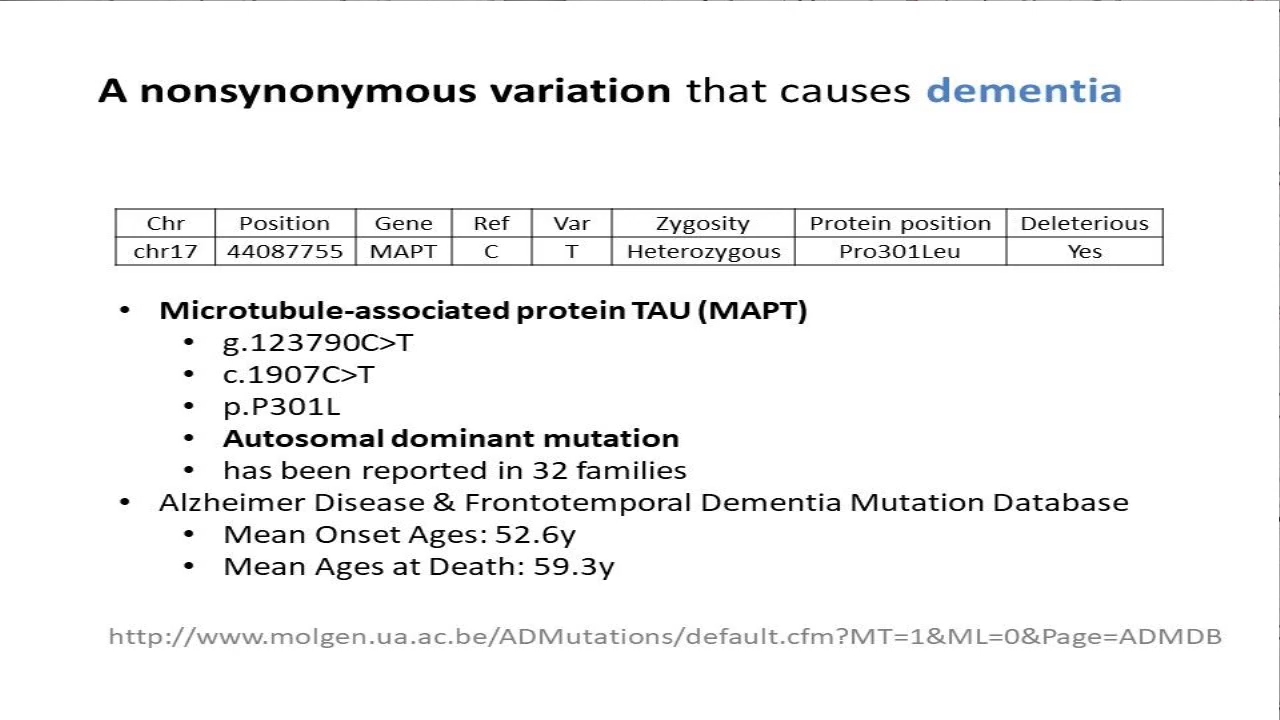 A nonsynonymous variation that causes dementia
Chr Position Gene Ref Var Zygosity Protein position Deleterious
chr17 44087755 MAPT C T Heterozygous Pro301Leu Yes
• Microtubule-associated protein TAU (MAPT)
• g.123790C>T
• c.1907C>T
• p.P301L
• Autosomal dominant mutation
• has been reported in 32 families
• Alzheimer Disease & Frontotemporal Dementia Mutation Database
• Mean Onset Ages: 52.6y
• Mean Ages at Death: 59.3y
http://www.molgen.ua.ac.be/ADMutations/default.cfm?MT=1&ML=0&Page=ADMDB